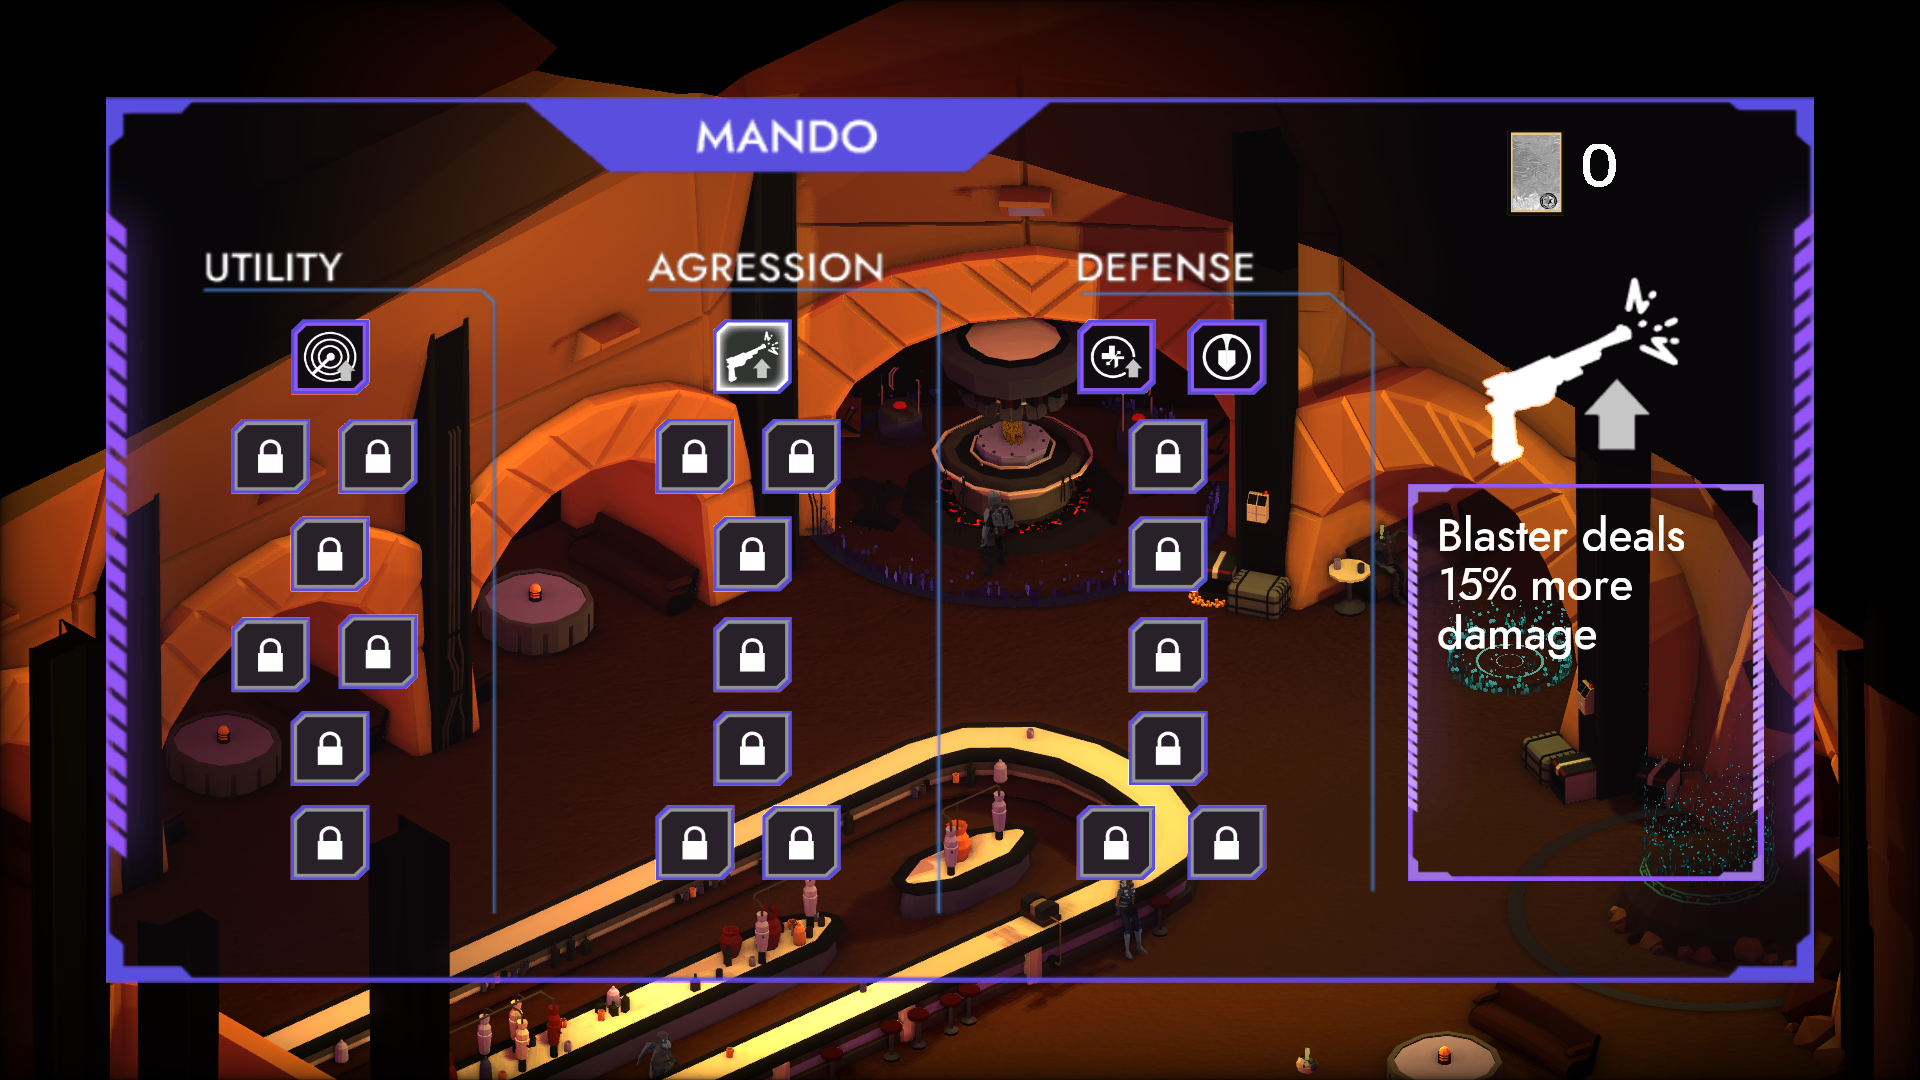 MANDO
0
UTILITY
AGRESSION
DEFENSE
Blaster deals
15% more
damage